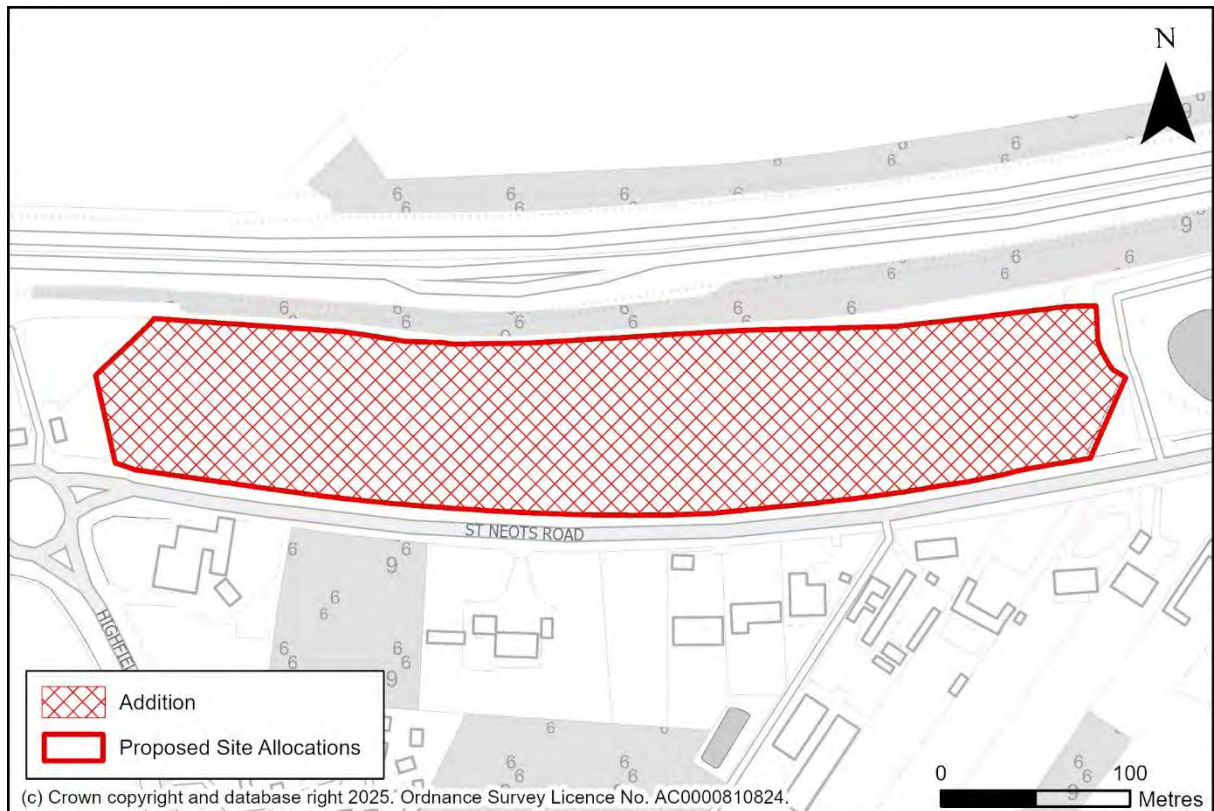 N
ST NEOTS ROAD
Addition
Proposed Site Allocations
0 100
Metres
(c) Crown copyright and database right 2025. Ordnance Survey Licence No. AC0000810824.